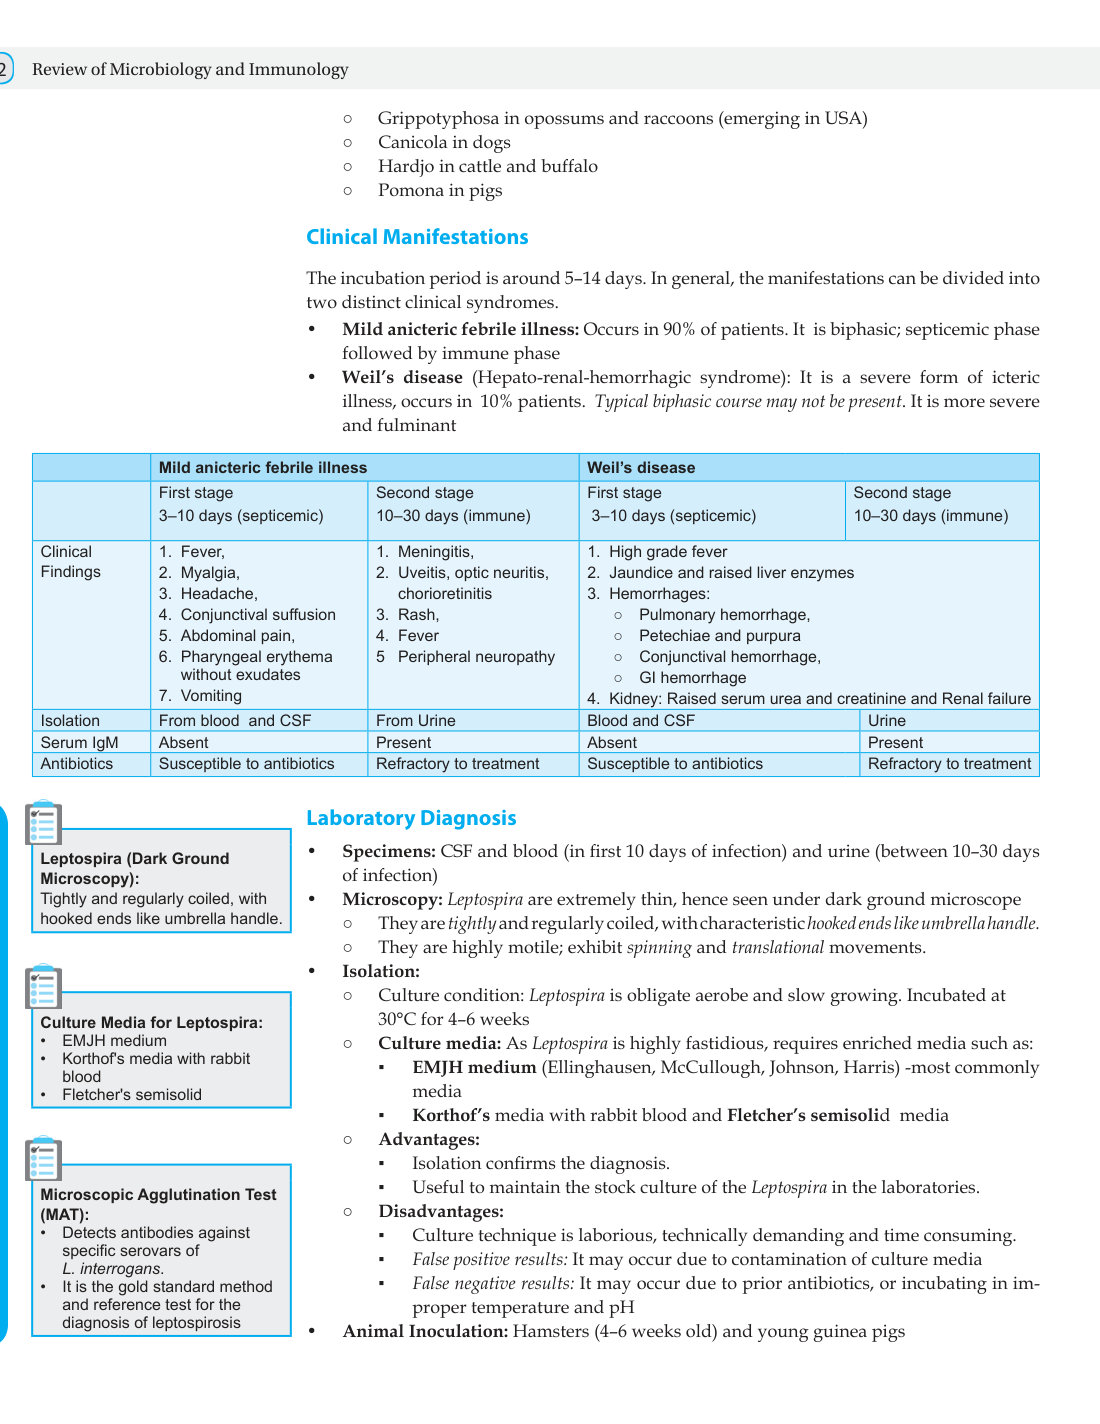 2 Review of Microbiology and Immunology
○ Grippotyphosa in opossums and raccoons (emerging in USA)
○ Canicola in dogs
○ Hardjo in cattle and buffalo
○ Pomona in pigs
Clinical Manifestations
The incubation period is around 5–14 days. In general, the manifestations can be divided into
two distinct clinical syndromes.
• Mild anicteric febrile illness: Occurs in 90% of patients. It is biphasic; septicemic phase
followed by immune phase
• Weil's disease (Hepato-renal-hemorrhagic syndrome): It is a severe form of icteric
illness, occurs in 10% patients. Typical biphasic course may not be present. It is more severe
and fulminant
Mild anicteric febrile illness Weil's disease
First stage Second stage First stage Second stage
3–10 days (septicemic) 10–30 days (immune) 3–10 days (septicemic) 10–30 days (immune)
Clinical
Findings
1. Fever,
2. Myalgia,
3. Headache,
4. Conjunctival suffusion
5. Abdominal pain,
6. Pharyngeal erythema
without exudates
7. Vomiting
1. Meningitis,
2. Uveitis, optic neuritis,
chorioretinitis
3. Rash,
4. Fever
5 Peripheral neuropathy
1. High grade fever
2. Jaundice and raised liver enzymes
3. Hemorrhages:
○ Pulmonary hemorrhage,
○ Petechiae and purpura
○ Conjunctival hemorrhage,
○ GI hemorrhage
4. Kidney: Raised serum urea and creatinine and Renal failure
Isolation From blood and CSF From Urine Blood and CSF Urine
Serum IgM Absent Present Absent Present
Antibiotics Susceptible to antibiotics Refractory to treatment Susceptible to antibiotics Refractory to treatment
Leptospira (Dark Ground
Microscopy):
Tightly and regularly coiled, with
hooked ends like umbrella handle.
Culture Media for Leptospira:
• EMJH medium
• Korthof's media with rabbit
blood
• Fletcher's semisolid
Microscopic Agglutination Test
(MAT):
• Detects antibodies against
specific serovars of
L. interrogans.
• It is the gold standard method
and reference test for the
diagnosis of leptospirosis
Laboratory Diagnosis
• Specimens: CSF and blood (in first 10 days of infection) and urine (between 10–30 days
of infection)
• Microscopy: Leptospira are extremely thin, hence seen under dark ground microscope
○ They are tightly and regularly coiled, with characteristic hooked ends like umbrella handle.
○ They are highly motile; exhibit spinning and translational movements.
• Isolation:
○ Culture condition: Leptospira is obligate aerobe and slow growing. Incubated at
30°C for 4–6 weeks
○ Culture media: As Leptospira is highly fastidious, requires enriched media such as:
▪ EMJH medium (Ellinghausen, McCullough, Johnson, Harris) -most commonly
media
▪ Korthof's media with rabbit blood and Fletcher's semisolid media
○ Advantages:
▪ Isolation confirms the diagnosis.
▪ Useful to maintain the stock culture of the Leptospira in the laboratories.
○ Disadvantages:
▪ Culture technique is laborious, technically demanding and time consuming.
▪ False positive results: It may occur due to contamination of culture media
▪ False negative results: It may occur due to prior antibiotics, or incubating in im-
proper temperature and pH
• Animal Inoculation: Hamsters (4–6 weeks old) and young guinea pigs